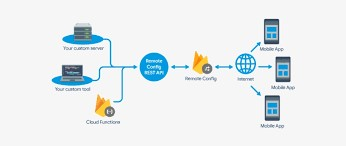 Your custom server
Your custom tool
Cloud Functions
Remote
Config
REST API
Remote Config
Internet
Mobile App
Mobile App
Mobile App